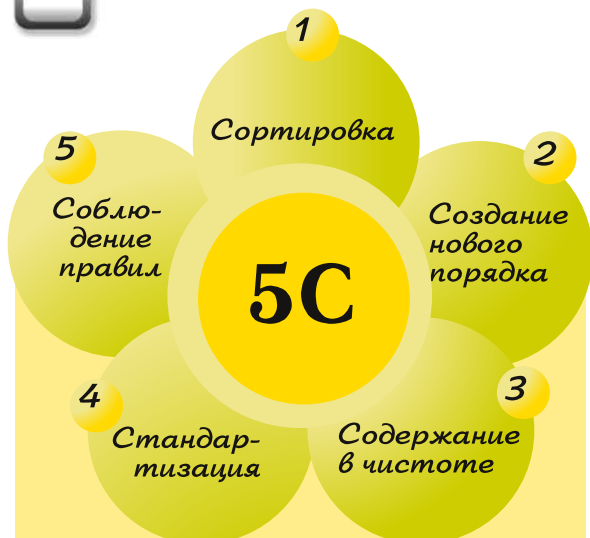 1
Сортировка
2
Создание
нового
порядка
3
Содержание
в чистоте
4
Стандар-
тизация
5
Соблю-
дение
правил
5С